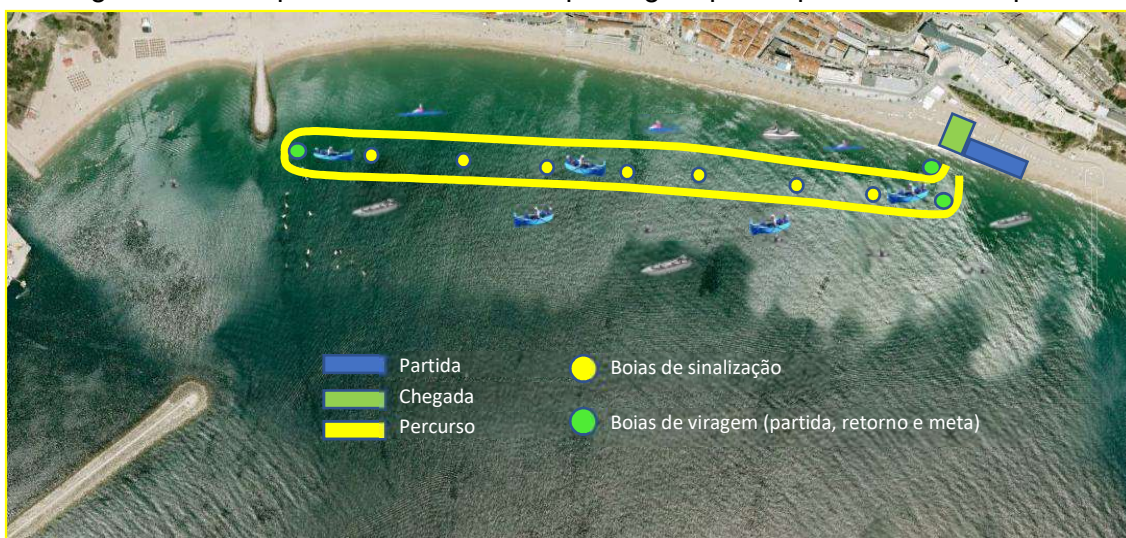 Partida
Chegada
Percurso
Boias de sinalização
Boias de viragem (partida, retorno e meta)